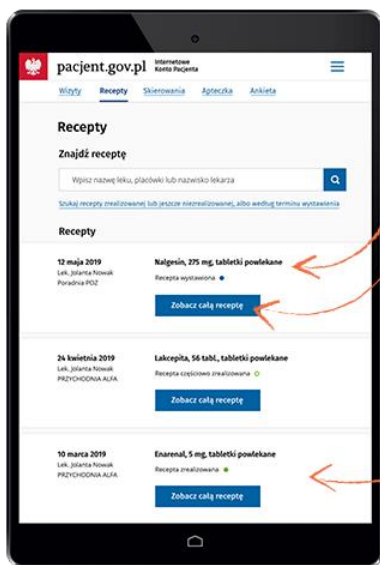 pacjent.gov.pl Internetowe
Konto Pacjenta
Wizyty Recepty Skierowania Apteczka Ankieta
Recepty
Znajdź receptę
Wpisz nazwę leku, placówki lub nazwisko lekarza
Szukaj recepty zrealizowanej lub jeszcze niezrealizowanej, albo według terminu wystawienia
Recepty
12 maja 2019
Lek. Jolanta Nowak
Poradnia POZ
Nalgesin, 275 mg, tabletki powlekane
Recepta wystawiona
Zobacz całą receptę
24 kwietnia 2019
Lek. Jolanta Nowak
PRZYCHODNIA ALFA
Lakcepita, 56 tabl., tabletki powlekane
Recepta częściowo zrealizowana
Zobacz całą receptę
10 marca 2019
Lek. Jolanta Nowak
PRZYCHODNIA ALFA
Enarenal, 5 mg, tabletki powlekane
Recepta zrealizowana
Zobacz całą receptę